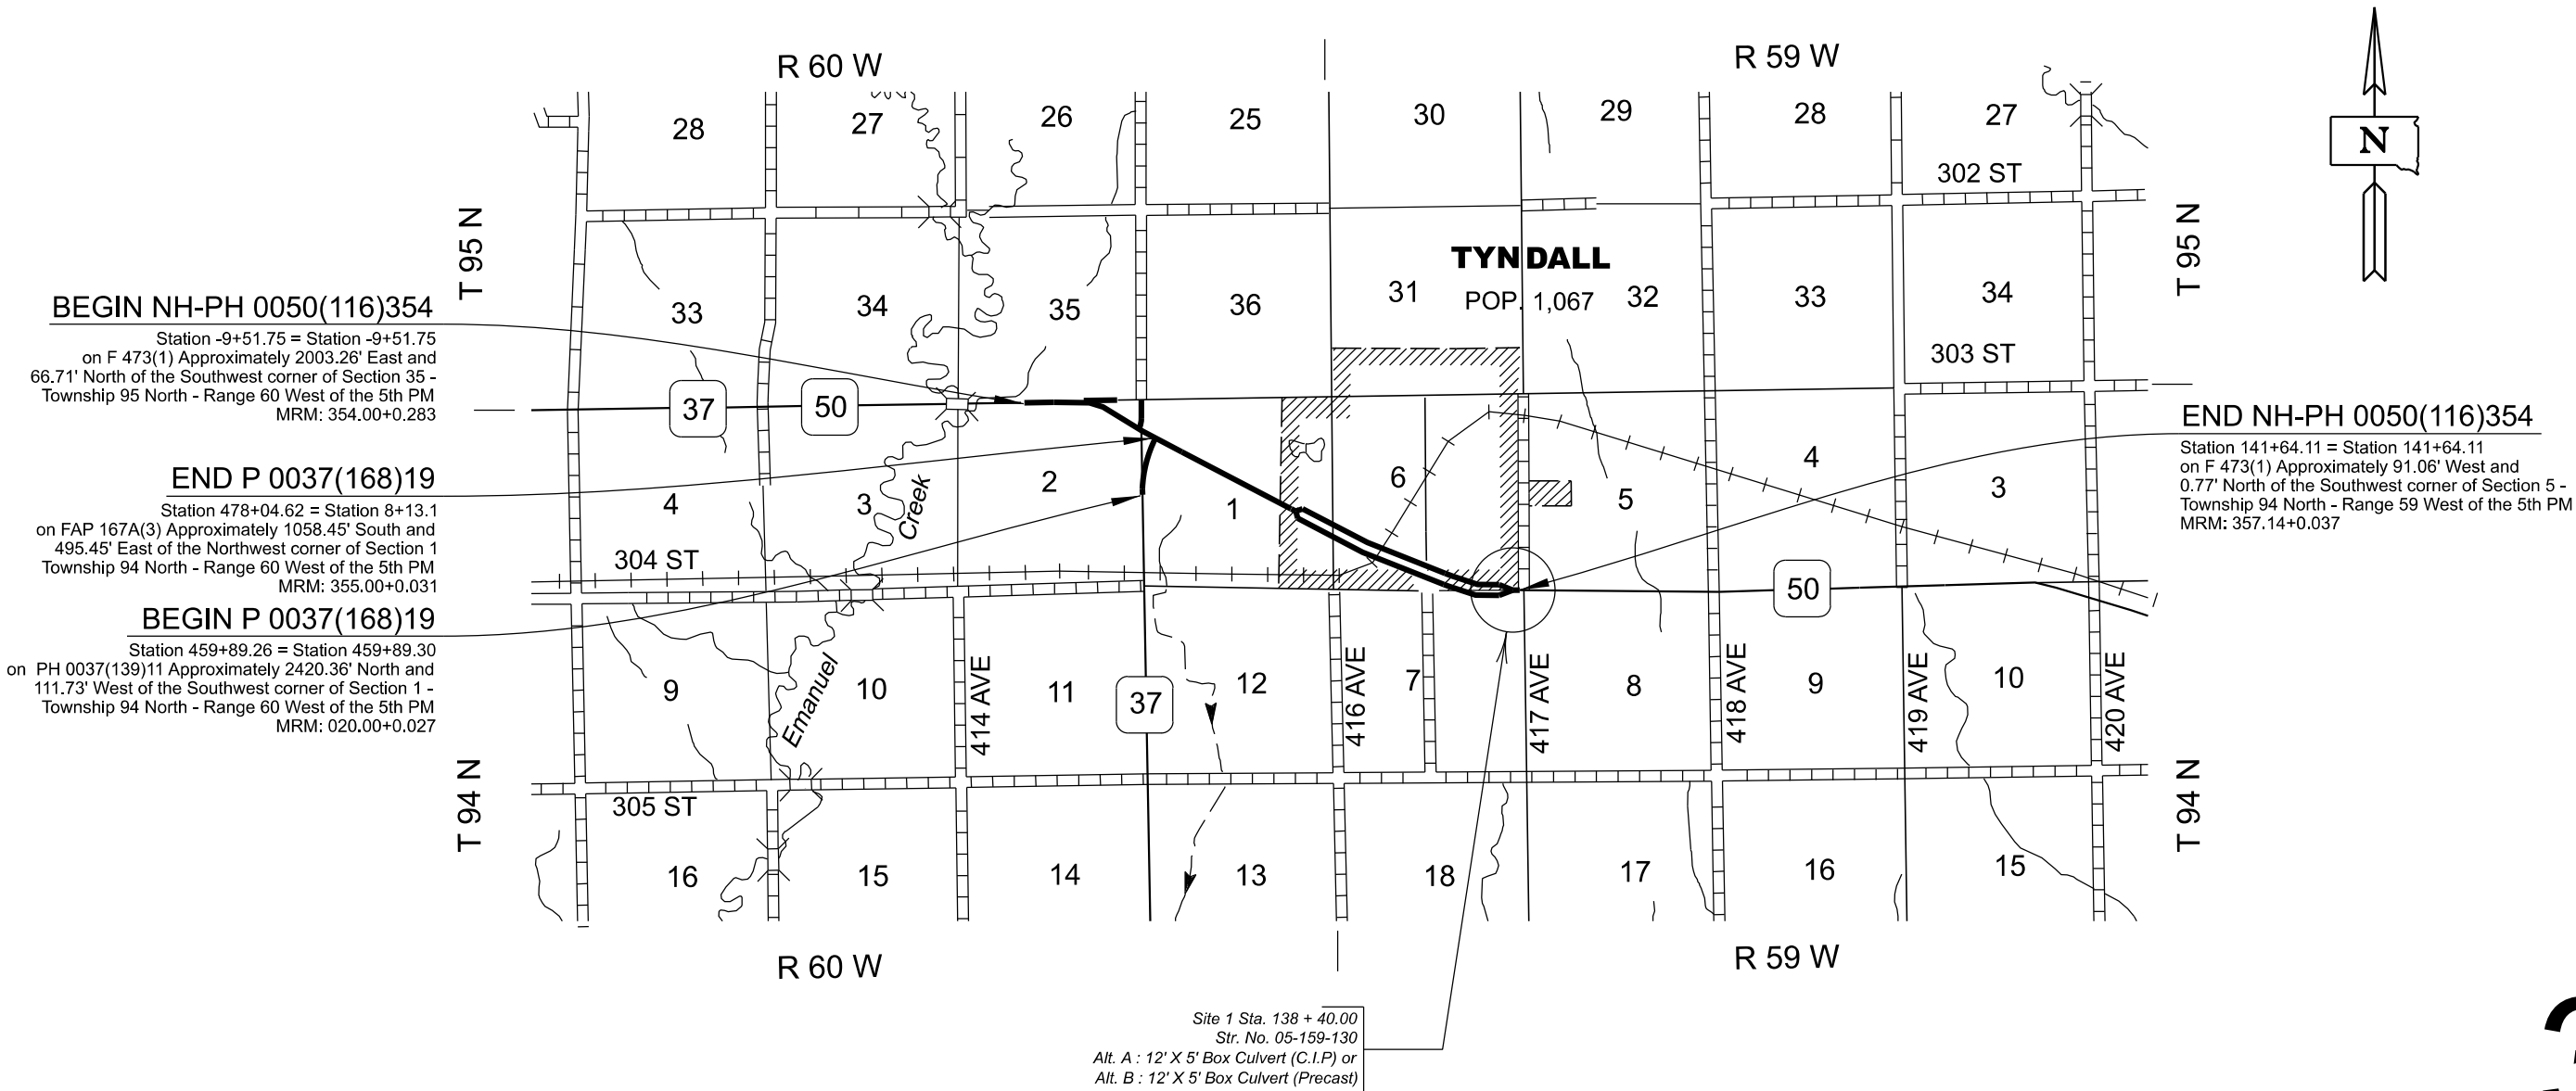 R 60 W
R 59 W
N
28
27
26
25
30
29
28
27
302 ST
T 95 N
T 95 N
TYNDALL
POP. 1,067
33
34
35
36
31
32
33
34
303 ST
BEGIN NH-PH 0050(116)354
Station -9+51.75 = Station -9+51.75
on F 473(1) Approximately 2003.26' East and
66.71' North of the Southwest corner of Section 35 -
Township 95 North - Range 60 West of the 5th PM
MRM: 354.00+0.283
37
50
END NH-PH 0050(116)354
Station 141+64.11 = Station 141+64.11
on F 473(1) Approximately 91.06' West and
0.77' North of the Southwest corner of Section 5 -
Township 94 North - Range 59 West of the 5th PM
MRM: 357.14+0.037
END P 0037(168)19
Station 478+04.62 = Station 8+13.1
on FAP 167A(3) Approximately 1058.45' South and
495.45' East of the Northwest corner of Section 1
Township 94 North - Range 60 West of the 5th PM
MRM: 355.00+0.031
4
3
2
1
6
5
4
3
Creek
304 ST
50
BEGIN P 0037(168)19
Station 459+89.26 = Station 459+89.30
on PH 0037(139)11 Approximately 2420.36' North and
111.73' West of the Southwest corner of Section 1 -
Township 94 North - Range 60 West of the 5th PM
MRM: 020.00+0.027
9
10
Emanuel
414 AVE
11
37
12
416 AVE
7
417 AVE
8
418 AVE
9
419 AVE
10
420 AVE
T 94 N
T 94 N
305 ST
16
15
14
13
18
17
16
15
R 60 W
R 59 W
Site 1 Sta. 138 + 40.00
Str. No. 05-159-130
Alt. A : 12' X 5' Box Culvert (C.I.P) or
Alt. B : 12' X 5' Box Culvert (Precast)